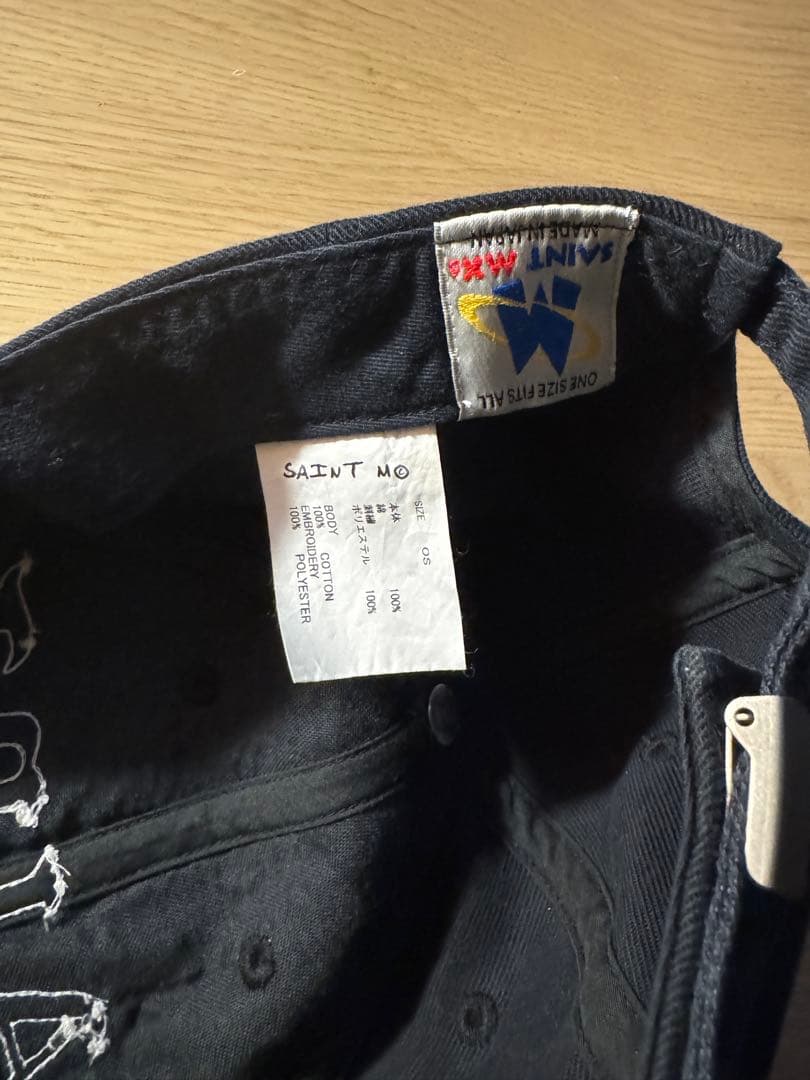 MADE IN JAPAN
SAINT MXS
ONE SIZE FITS ALL
SAINT M©
SIZE OS
本体
綿 100%
刺繍
ポリエステル 100%
BODY
100% COTTON
EMBROIDERY
100% POLYESTER